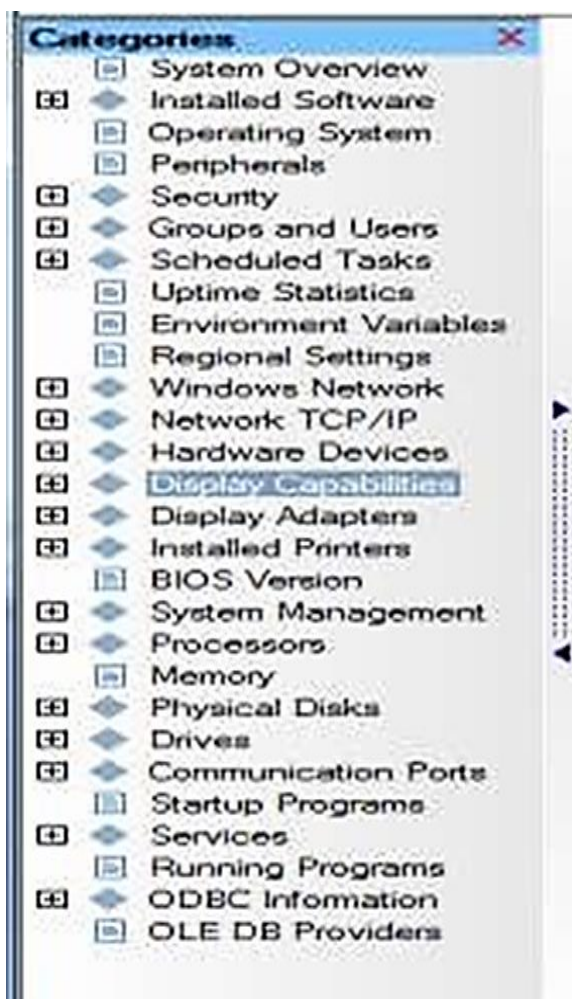 Categories
System Overview
Installed Software
Operating System
Peripherals
Security
Groups and Users
Scheduled Tasks
Uptime Statistics
Environment Variables
Regional Settings
Windows Network
Network TCP/IP
Hardware Devices
Display Capabilities
Display Adapters
Installed Printers
BIOS Version
System Management
Processors
Memory
Physical Disks
Drives
Communication Ports
Startup Programs
Services
Running Programs
ODBC Information
OLE DB Providers